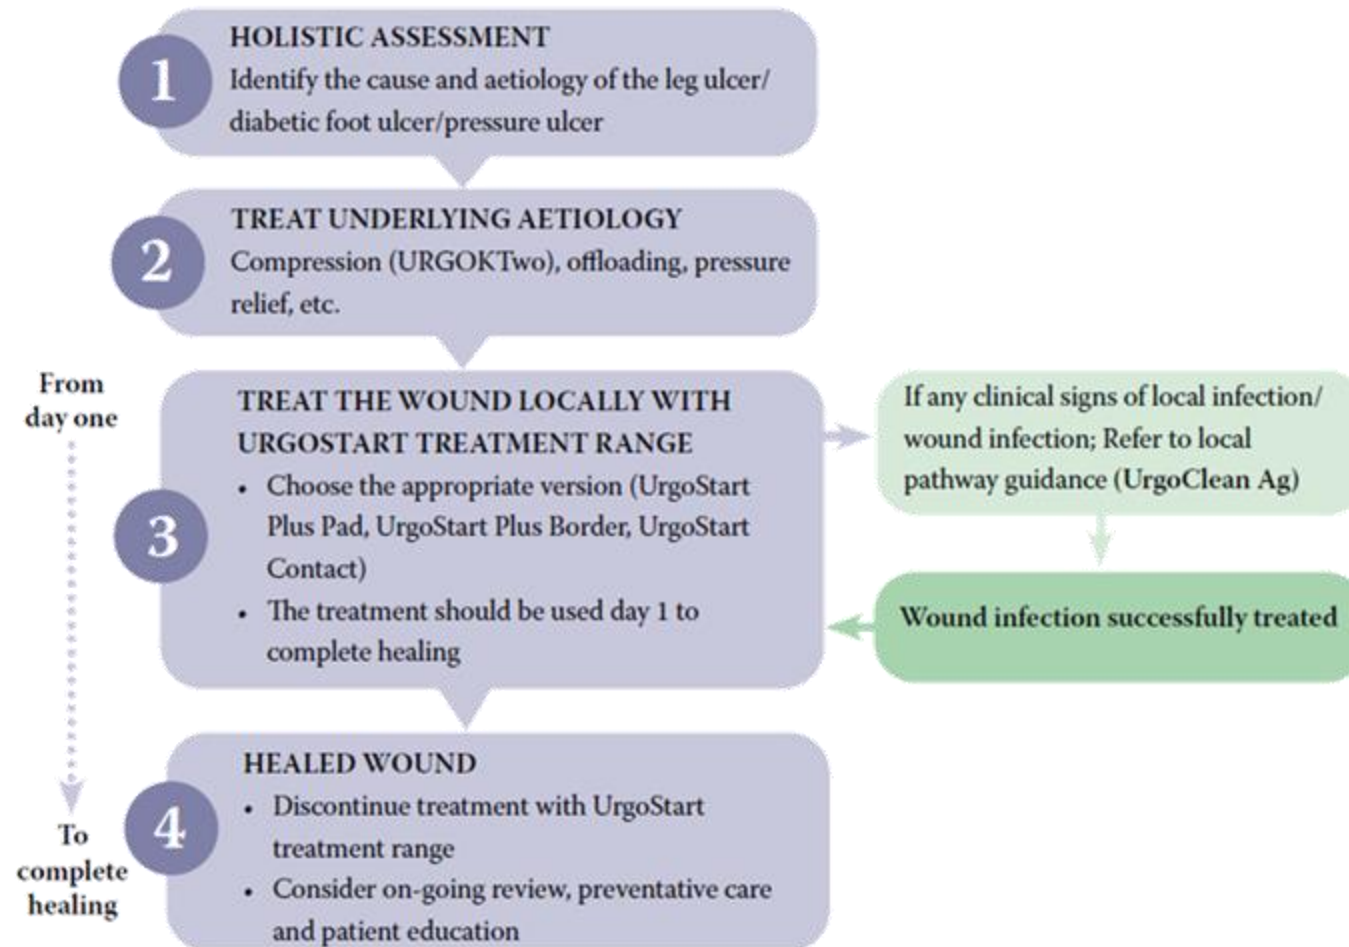 1
HOLISTIC ASSESSMENT
Identify the cause and aetiology of the leg ulcer/
diabetic foot ulcer/pressure ulcer
2
TREAT UNDERLYING AETIOLOGY
Compression (URGOKTwo), offloading, pressure
relief, etc.
From
day one
To
complete
healing
3
TREAT THE WOUND LOCALLY WITH
URGOSTART TREATMENT RANGE
• Choose the appropriate version (UrgoStart
Plus Pad, UrgoStart Plus Border, UrgoStart
Contact)
• The treatment should be used day 1 to
complete healing
If any clinical signs of local infection/
wound infection; Refer to local
pathway guidance (UrgoClean Ag)
Wound infection successfully treated
4
HEALED WOUND
• Discontinue treatment with UrgoStart
treatment range
• Consider on-going review, preventative care
and patient education